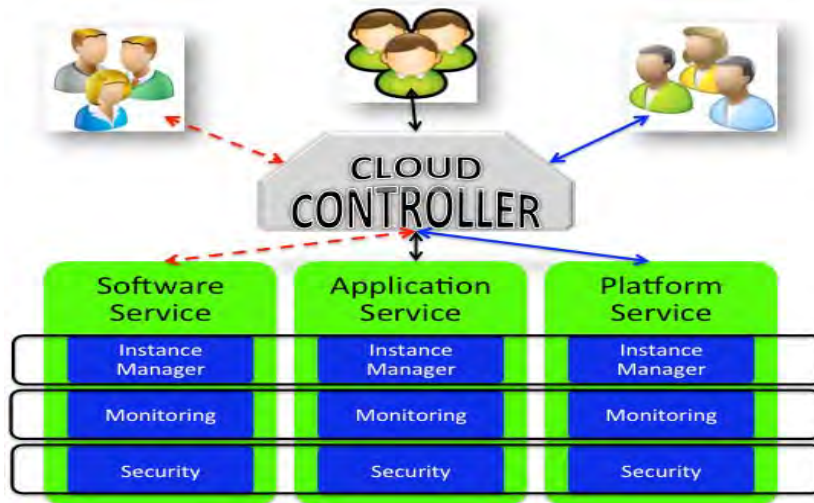 CLOUD
CONTROLLER
Software
Service
Application
Service
Platform
Service
Instance
Manager
Instance
Manager
Instance
Manager
Monitoring
Monitoring
Monitoring
Security
Security
Security